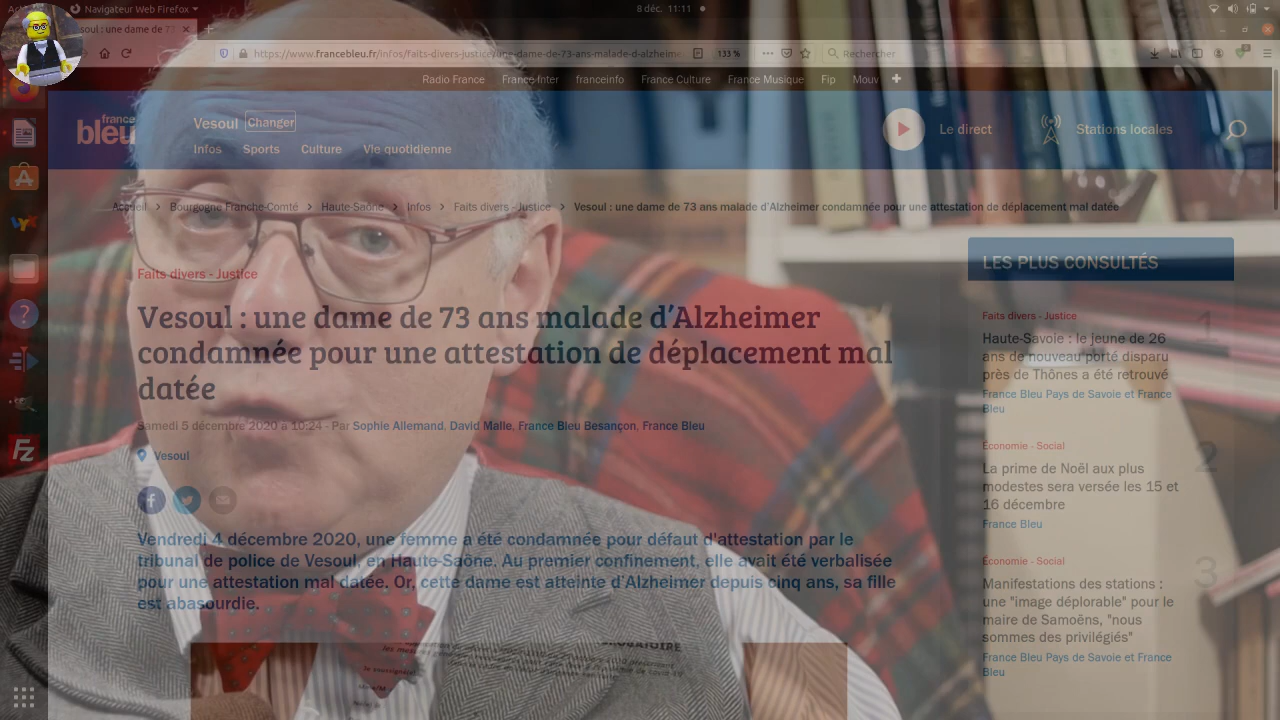 Navigateur Web Firefox
8 déc. 11:11
soul : une dame de 73
https://www.francebleu.fr/infos/faits-divers-justice/une-dame-de-73-ans-malade-d-alzheime
133 %
Rechercher
Radio France France Inter franceinfo France Culture France Musique Fip Mouv
france
bleu
Vesoul Changer
Infos Sports Culture Vie quotidienne
Le direct
Stations locales
Accueil > Bourgogne Franche-Comté > Haute-Saône > Infos > Faits divers - Justice > Vesoul : une dame de 73 ans malade d'Alzheimer condamnée pour une attestation de déplacement mal datée
Faits divers - Justice
Vesoul : une dame de 73 ans malade d'Alzheimer
condamnée pour une attestation de déplacement mal
datée
Samedi 5 décembre 2020 à 10:24 - Par Sophie Allemand, David Malle, France Bleu Besançon, France Bleu
Vesoul
Vendredi 4 décembre 2020, une femme a été condamnée pour défaut d'attestation par le
tribunal de police de Vesoul, en Haute-Saône. Au premier confinement, elle avait été verbalisée
pour une attestation mal datée. Or, cette dame est atteinte d'Alzheimer depuis cinq ans, sa fille
est abasourdie.
LES PLUS CONSULTÉS
Faits divers - Justice
1
Haute-Savoie : le jeune de 26
ans de nouveau porté disparu
près de Thônes a été retrouvé
France Bleu Pays de Savoie et France
Bleu
Économie - Social
2
La prime de Noël aux plus
modestes sera versée les 15 et
16 décembre
France Bleu
Économie - Social
3
Manifestations des stations :
une "image déplorable" pour le
maire de Samoëns, "nous
sommes des privilégiés"
France Bleu Pays de Savoie et France
Bleu